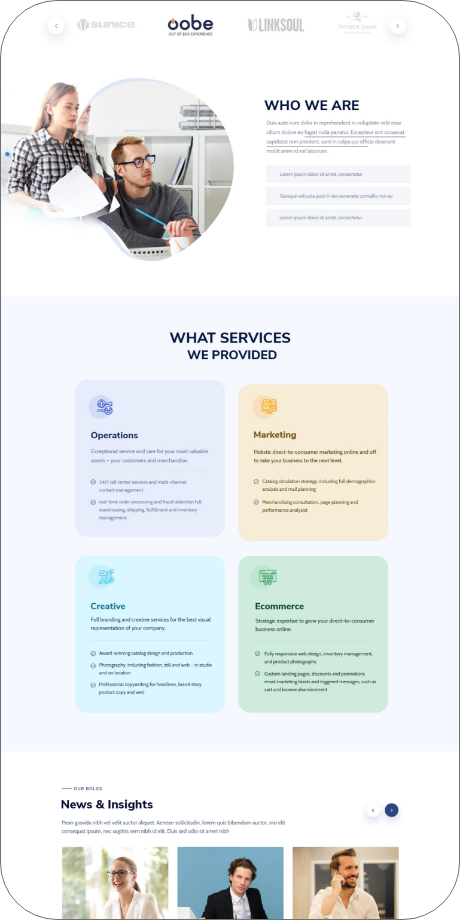 sunice
oobe
OUT OF BOX EXPERIENCE
LINKSOUL
Patrick James
WHO WE ARE
Duis aute irure dolor in reprehenderit in voluptate velit esse
cillum dolore eu fugiat nulla pariatur. Excepteur sint occaecat
cupidatat non proident, sunt in culpa qui officia deserunt
mollit anim id est laborum.
Lorem ipsum dolor sit amet, consectetur
Quisque vehicula justo in leo venenatis convallis non eu
Lorem ipsum dolor sit amet, consectetur
WHAT SERVICES
WE PROVIDED
Operations
Exceptional service and care for your most valuable
assets – your customers and merchandise.
24/7 call center services and multi-channel
contact management
real-time order processing and fraud detection full
warehousing, shipping, fulfillment and inventory
management
Marketing
Holistic direct-to-consumer marketing online and off
to take your business to the next level.
Catalog circulation strategy, including full demographics
analysis and mail planning
Merchandising consultation, page planning and
performance analysist
Creative
Full branding and creative services for the best visual
representation of your company.
Award-winning catalog design and production
Photography, including fashion, still and web - in studio
and on location
Professional copywriting for headlines, brand story
product copy and web
Ecommerce
Strategic expertise to grow your direct-to-consumer
business online.
Fully responsive web design, inventory management,
and product photography
Custom landing pages, discounts and promotions
email marketing blasts and triggered messages, such as
cart and browse abandonment
OUR BOLGS
News & Insights
Proin gravida nibh vel velit auctor aliquet. Aenean sollicitudin, lorem quis bibendum auctor, nisi elit
consequat ipsum, nec sagittis sem nibh id elit. Duis sed odio sit amet nibh